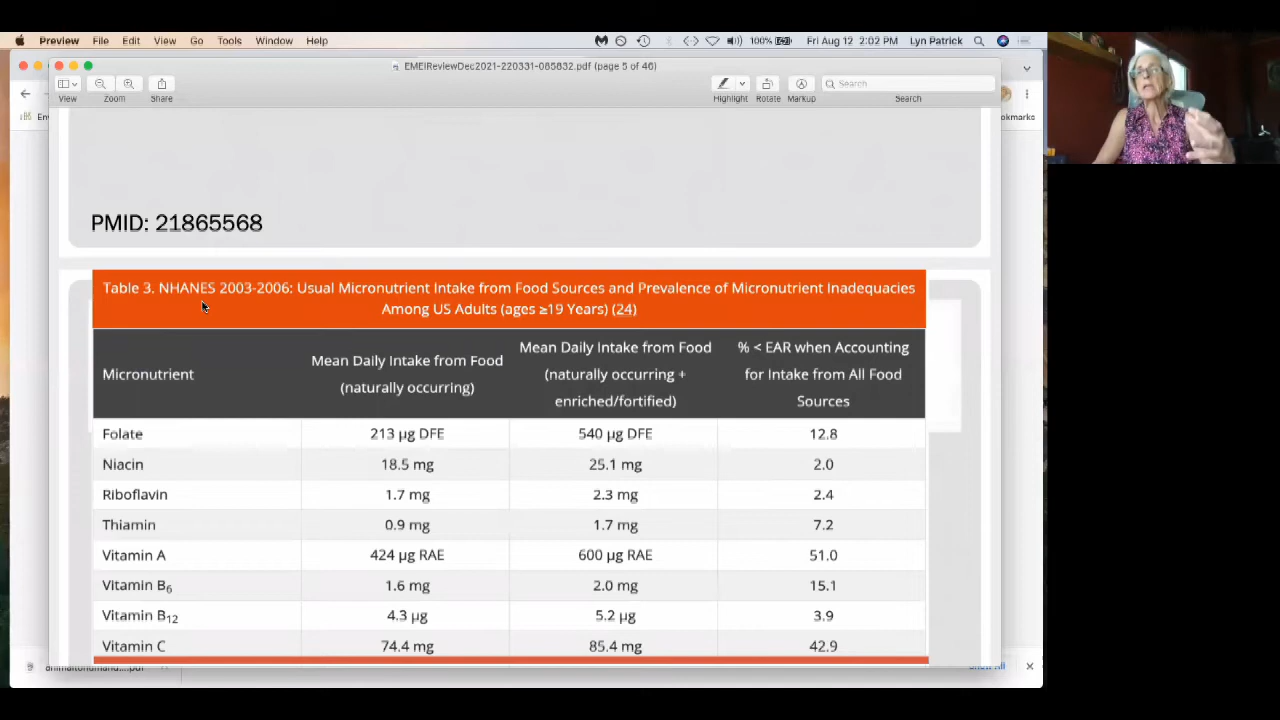 Preview File Edit View Go Tools Window Help 100% Fri Aug 12 2:02 PM Lyn Patrick
EMEIReviewDec2021-220331-085832.pdf (page 5 of 46)
Search
View Zoom Share Highlight Rotate Markup Search
PMID: 21865568
Table 3. NHANES 2003-2006: Usual Micronutrient Intake from Food Sources and Prevalence of Micronutrient Inadequacies
Among US Adults (ages ≥19 Years) (24)
Micronutrient
Mean Daily Intake from Food
(naturally occurring)
Mean Daily Intake from Food
(naturally occurring +
enriched/fortified)
% < EAR when Accounting
for Intake from All Food
Sources
Folate 213 µg DFE 540 µg DFE 12.8
Niacin 18.5 mg 25.1 mg 2.0
Riboflavin 1.7 mg 2.3 mg 2.4
Thiamin 0.9 mg 1.7 mg 7.2
Vitamin A 424 µg RAE 600 µg RAE 51.0
Vitamin B6 1.6 mg 2.0 mg 15.1
Vitamin B12 4.3 µg 5.2 µg 3.9
Vitamin C 74.4 mg 85.4 mg 42.9
Show All